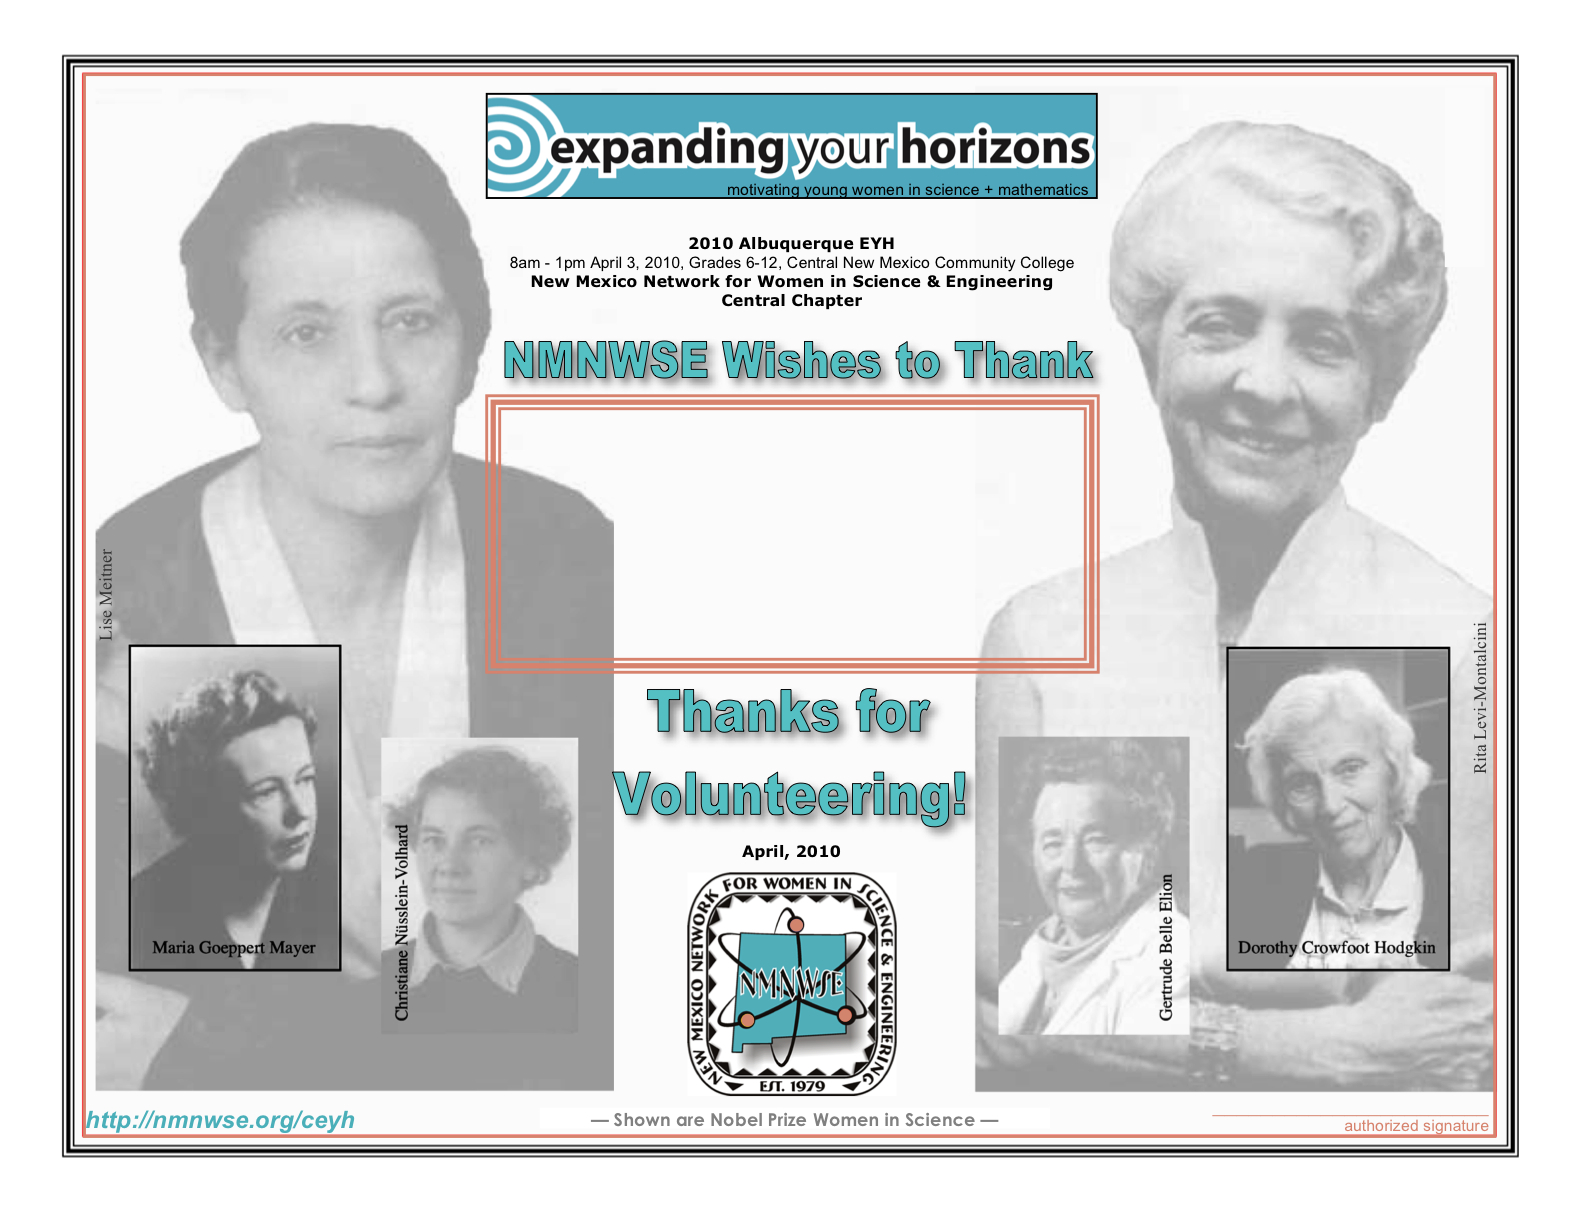 expanding your horizons
motivating young women in science + mathematics
2010 Albuquerque EYH
8am - 1pm April 3, 2010, Grades 6-12, Central New Mexico Community College
New Mexico Network for Women in Science & Engineering
Central Chapter
NMNWSE Wishes to Thank
Lise Meitner
Rita Levi-Montalcini
Maria Goeppert Mayer
Christiane Nüsslein-Volhard
Gertrude Belle Elion
Dorothy Crowfoot Hodgkin
Thanks for
Volunteering!
April, 2010
NEW MEXICO NETWORK FOR WOMEN IN SCIENCE & ENGINEERING
NMNWSE
EST. 1979
http://nmnwse.org/ceyh
— Shown are Nobel Prize Women in Science —
authorized signature